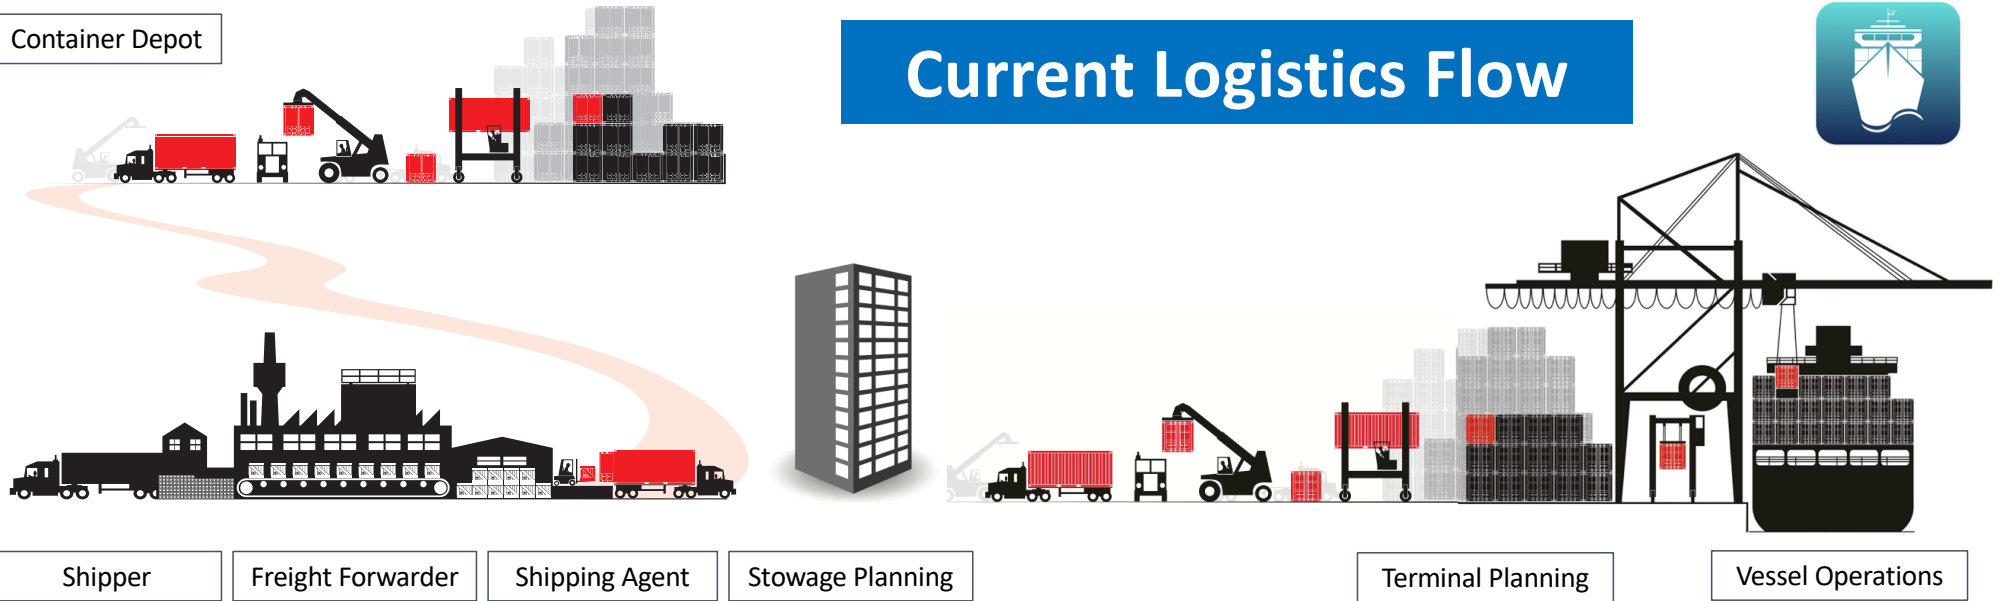 Container Depot
Current Logistics Flow
Shipper
Freight Forwarder
Shipping Agent
Stowage Planning
Terminal Planning
Vessel Operations